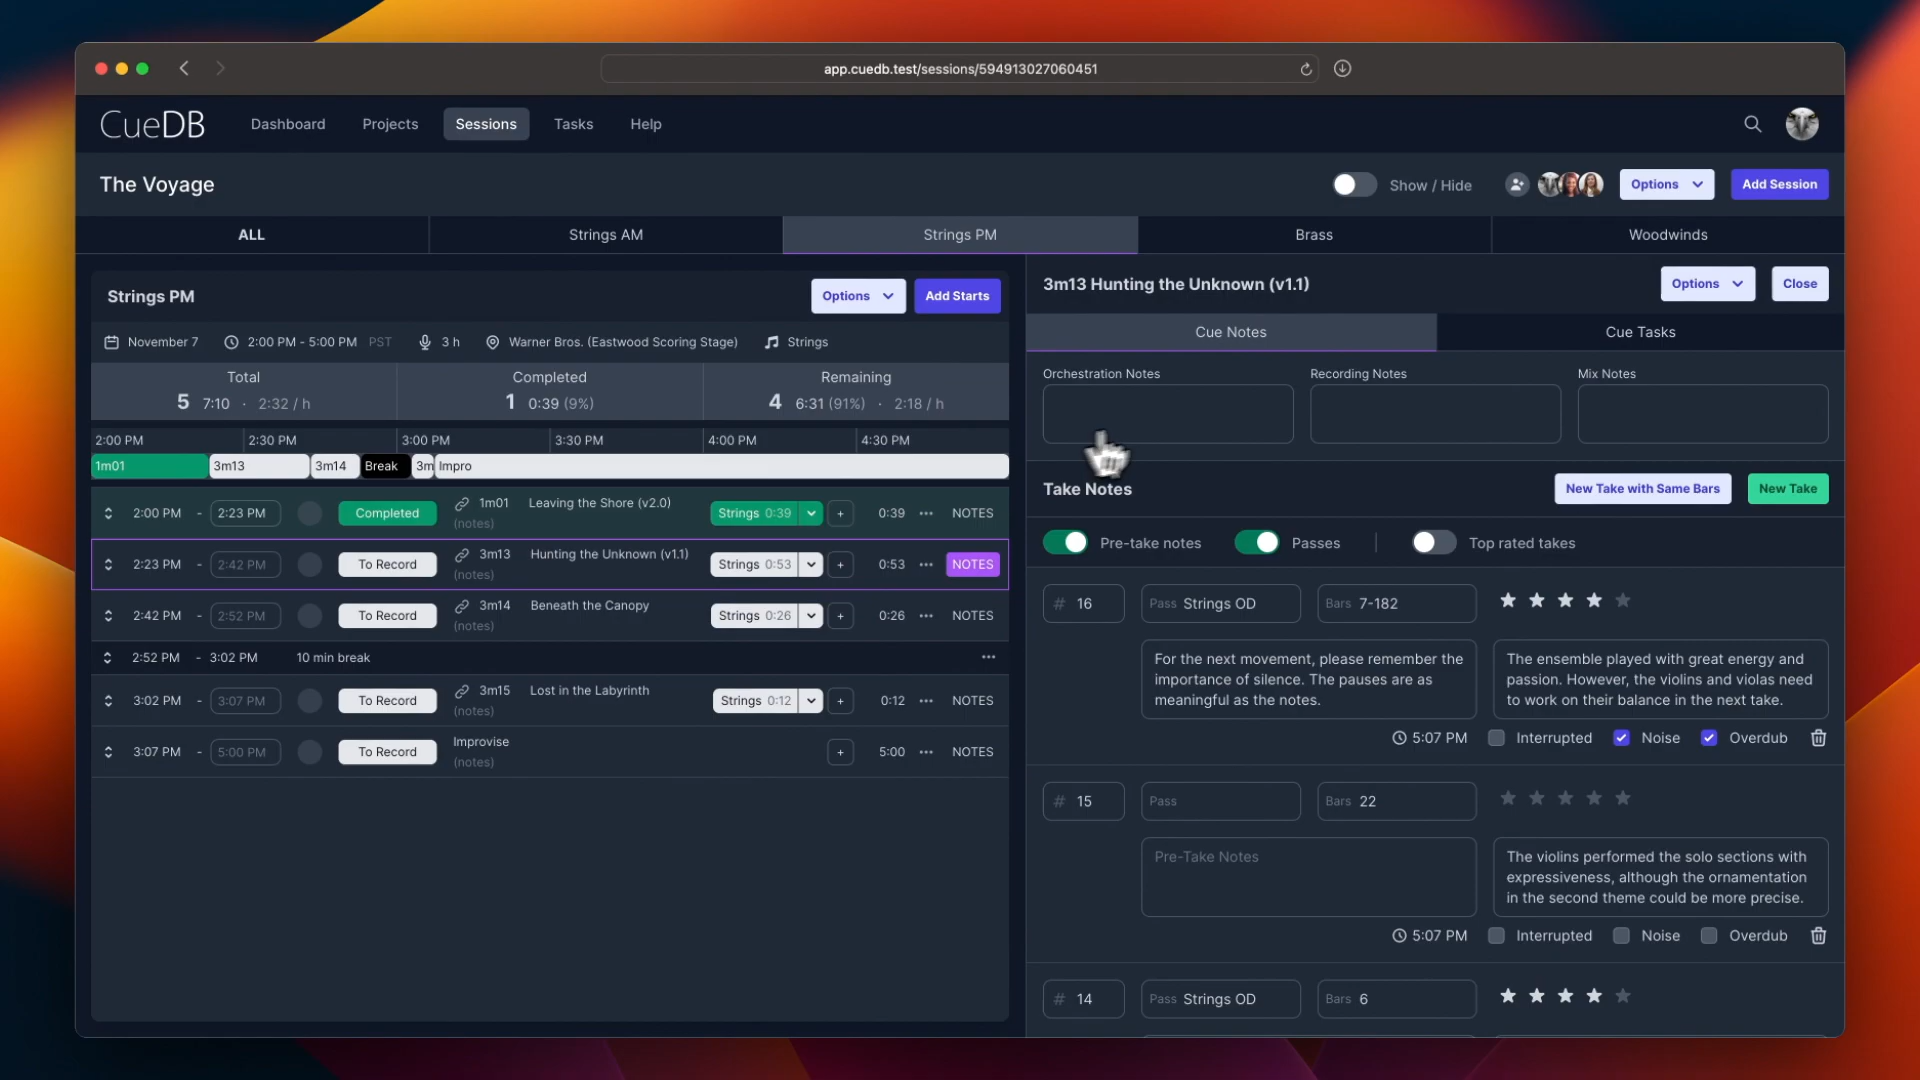 app.cuedb.test/sessions/594913027060451
CueDB Dashboard Projects Sessions Tasks Help
The Voyage Show / Hide Options Add Session
ALL Strings AM Strings PM Brass Woodwinds
Strings PM Options Add Starts
November 7 2:00 PM - 5:00 PM PST 3 h Warner Bros. (Eastwood Scoring Stage) Strings
Total Completed Remaining
5 7:10 · 2:32 / h 1 0:39 (9%) 4 6:31 (91%) · 2:18 / h
2:00 PM 2:30 PM 3:00 PM 3:30 PM 4:00 PM 4:30 PM
1m01 3m13 3m14 Break 3m Impro
2:00 PM - 2:23 PM Completed 1m01 Leaving the Shore (v2.0) Strings 0:39 + 0:39 ··· NOTES
(notes)
2:23 PM - 2:42 PM To Record 3m13 Hunting the Unknown (v1.1) Strings 0:53 + 0:53 ··· NOTES
(notes)
2:42 PM - 2:52 PM To Record 3m14 Beneath the Canopy Strings 0:26 + 0:26 ··· NOTES
(notes)
2:52 PM - 3:02 PM 10 min break ···
3:02 PM - 3:07 PM To Record 3m15 Lost in the Labyrinth Strings 0:12 + 0:12 ··· NOTES
(notes)
3:07 PM - 5:00 PM To Record Improvise + 5:00 ··· NOTES
(notes)
3m13 Hunting the Unknown (v1.1) Options Close
Cue Notes Cue Tasks
Orchestration Notes Recording Notes Mix Notes
Take Notes New Take with Same Bars New Take
Pre-take notes Passes Top rated takes
# 16 Pass Strings OD Bars 7-182
For the next movement, please remember the
importance of silence. The pauses are as
meaningful as the notes.
The ensemble played with great energy and
passion. However, the violins and violas need
to work on their balance in the next take.
5:07 PM Interrupted Noise Overdub
# 15 Pass Bars 22
Pre-Take Notes
The violins performed the solo sections with
expressiveness, although the ornamentation
in the second theme could be more precise.
5:07 PM Interrupted Noise Overdub
# 14 Pass Strings OD Bars 6